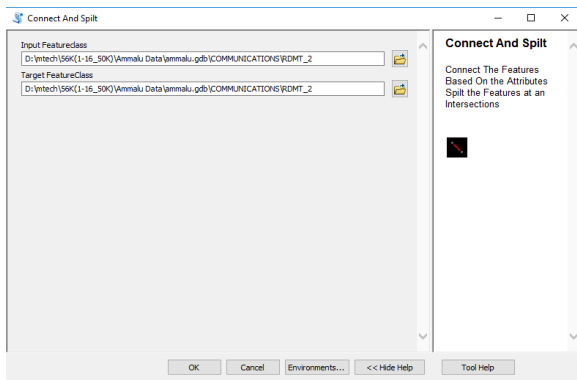 Connect And Spilt
Input Featureclass
D:\mtech\56K(1-16_50K)\Ammalu Data\ammalu.gdb\COMMUNICATIONS\RDMT_2
Target FeatureClass
D:\mtech\56K(1-16_50K)\Ammalu Data\ammalu.gdb\COMMUNICATIONS\RDMT_2
Connect And Spilt
Connect The Features
Based On the Attributes
Spilt the Features at an
Intersections
OK
Cancel
Environments...
<< Hide Help
Tool Help